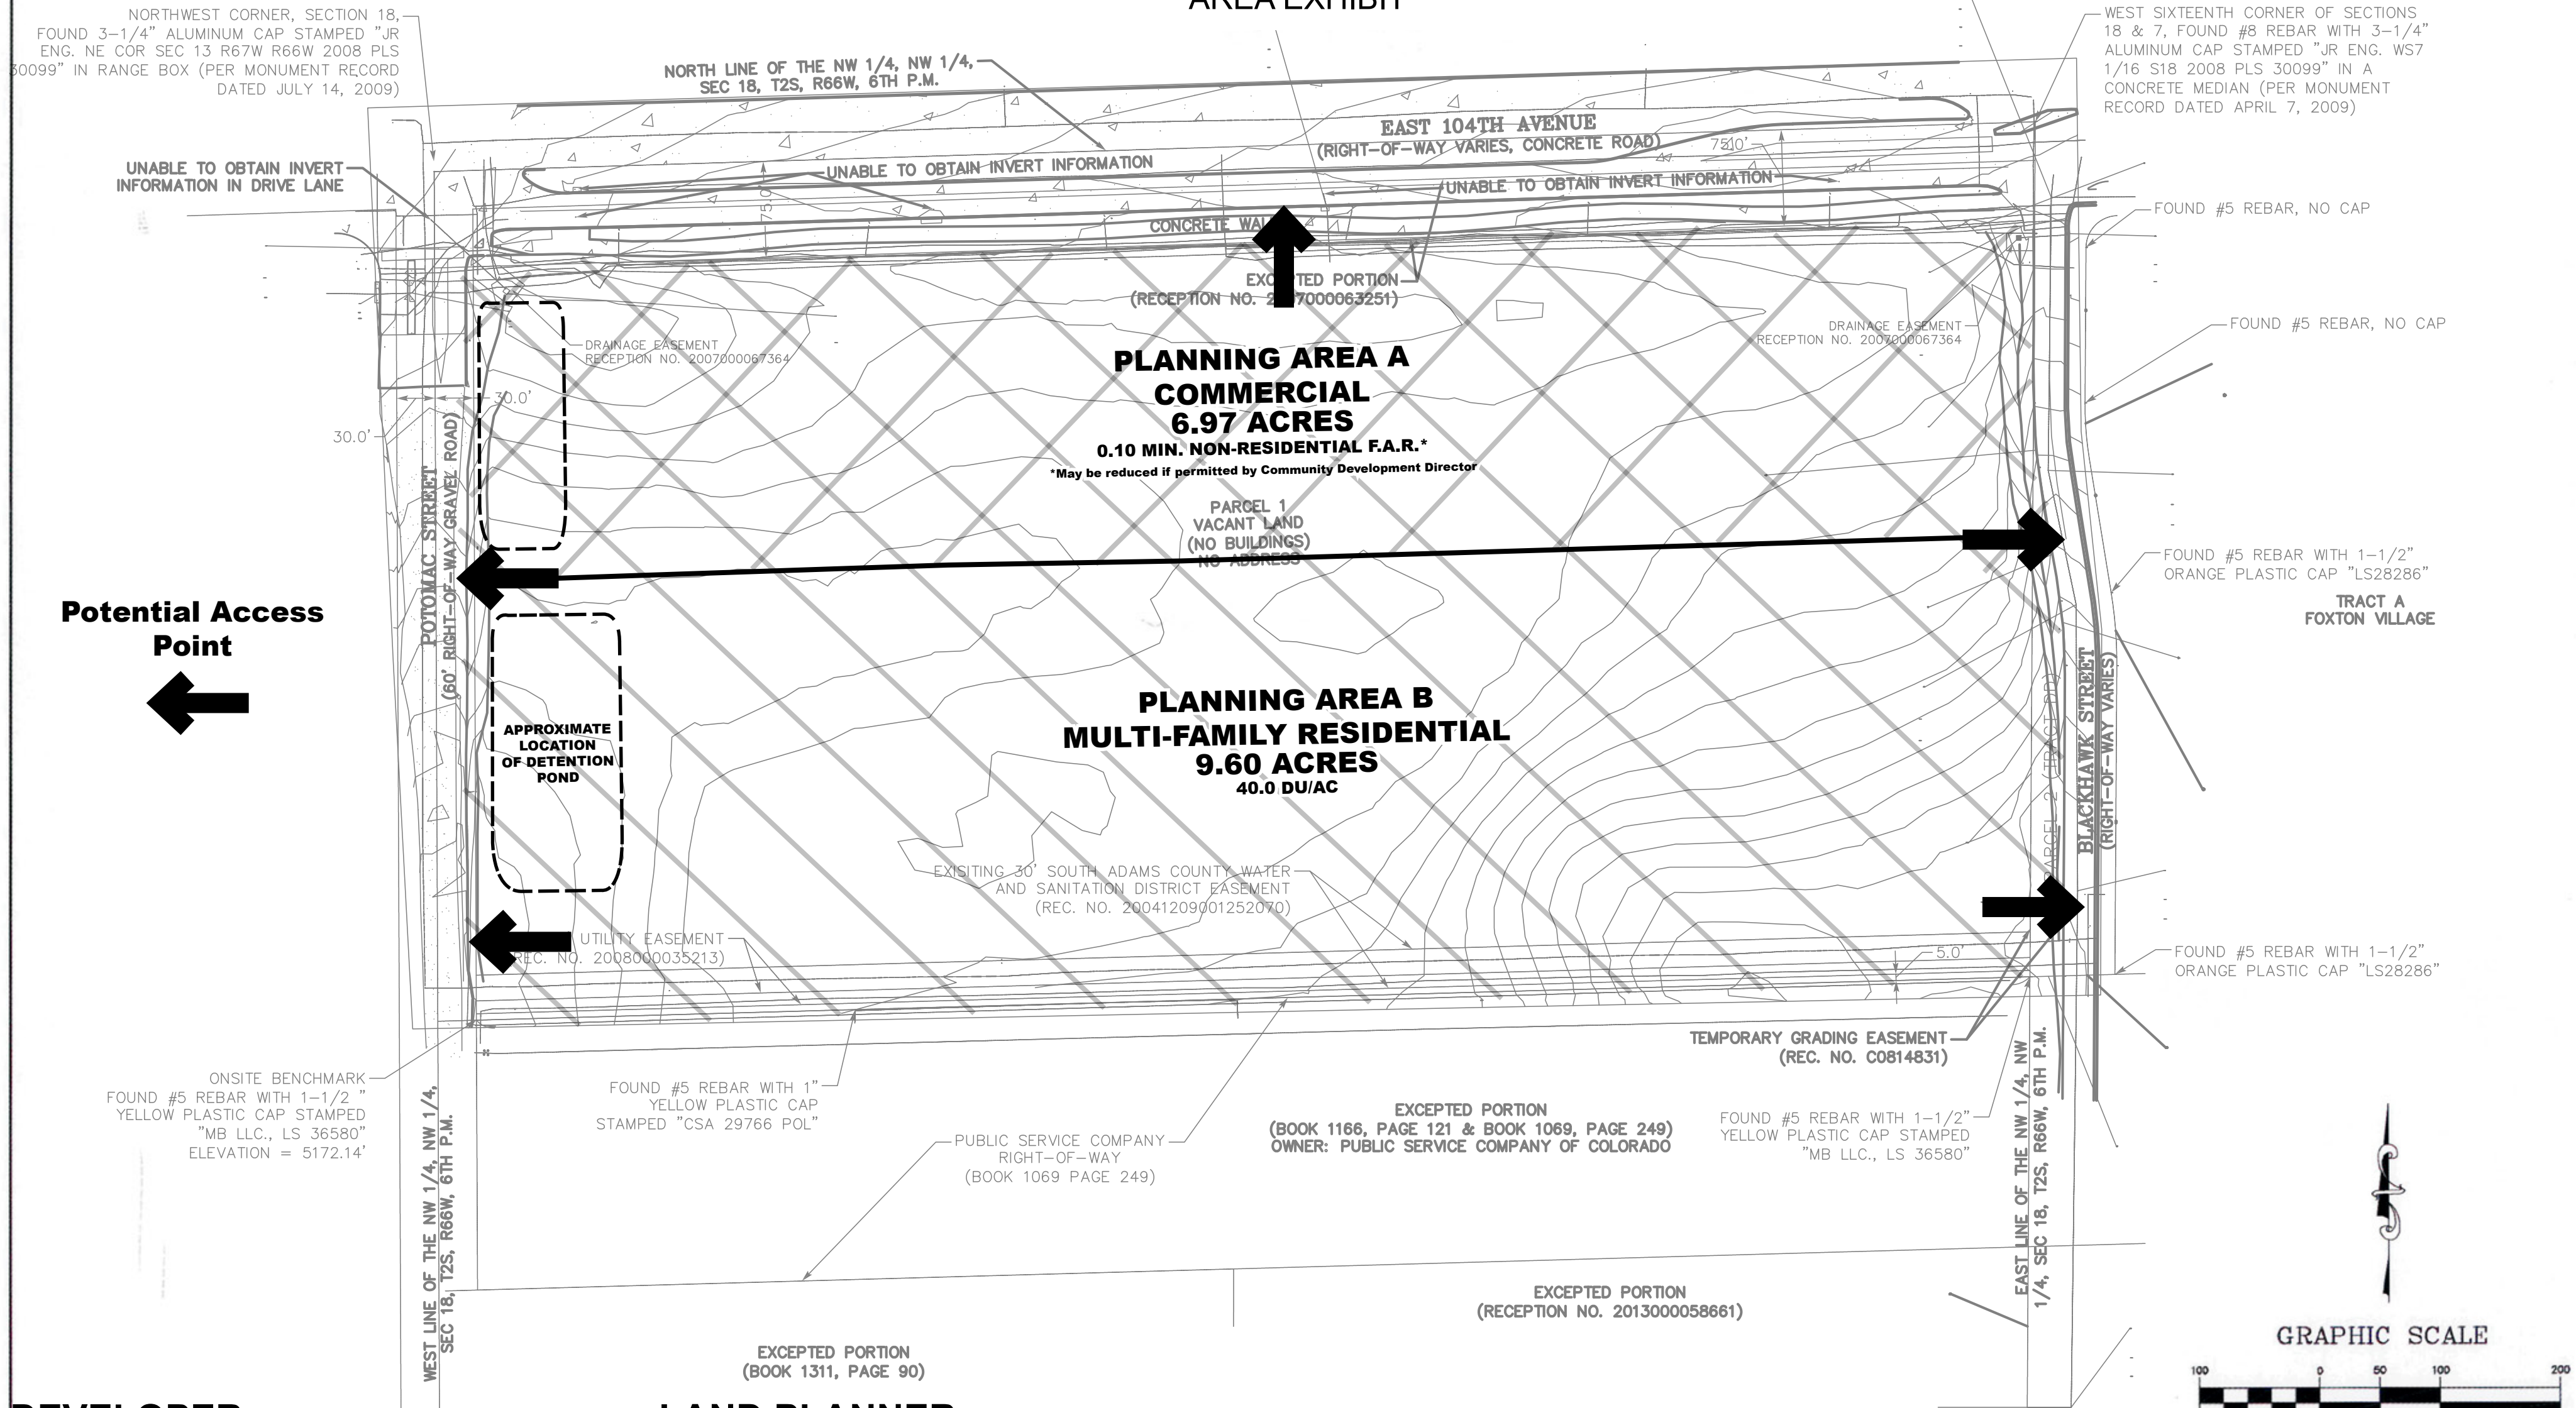 AREA EXHIBIT
NORTHWEST CORNER, SECTION 18,
FOUND 3-1/4" ALUMINUM CAP STAMPED "JR
ENG. NE COR SEC 13 R67W R66W 2008 PLS
30099" IN RANGE BOX (PER MONUMENT RECORD
DATED JULY 14, 2009)
NORTH LINE OF THE NW 1/4, NW 1/4,
SEC 18, T2S, R66W, 6TH P.M.
WEST SIXTEENTH CORNER OF SECTIONS
18 & 7, FOUND #8 REBAR WITH 3-1/4"
ALUMINUM CAP STAMPED "JR ENG. WS7
1/16 S18 2008 PLS 30099" IN A
CONCRETE MEDIAN (PER MONUMENT
RECORD DATED APRIL 7, 2009)
EAST 104TH AVENUE
(RIGHT-OF-WAY VARIES, CONCRETE ROAD)
UNABLE TO OBTAIN INVERT
INFORMATION IN DRIVE LANE
UNABLE TO OBTAIN INVERT INFORMATION
UNABLE TO OBTAIN INVERT INFORMATION
75.0'
CONCRETE
FOUND #5 REBAR, NO CAP
EXCEPTED PORTION
(RECEPTION NO. 2007000063251)
DRAINAGE EASEMENT
RECEPTION NO. 2007000067364
DRAINAGE EASEMENT
RECEPTION NO. 2007000067364
FOUND #5 REBAR, NO CAP
PLANNING AREA A
COMMERCIAL
6.97 ACRES
0.10 MIN. NON-RESIDENTIAL F.A.R.*
*May be reduced if permitted by Community Development Director
30.0'
30.0'
POTOMAC STREET
(60' RIGHT-OF-WAY GRAVEL ROAD)
PARCEL 1
VACANT LAND
(NO BUILDINGS)
NO ADDRESS
FOUND #5 REBAR WITH 1-1/2"
ORANGE PLASTIC CAP "LS28286"
TRACT A
FOXTON VILLAGE
Potential Access
Point
PLANNING AREA B
MULTI-FAMILY RESIDENTIAL
9.60 ACRES
40.0 DU/AC
APPROXIMATE
LOCATION
OF DETENTION
POND
BLACKHAWK STREET
(RIGHT-OF-WAY VARIES)
EXISITING 30' SOUTH ADAMS COUNTY WATER
AND SANITATION DISTRICT EASEMENT
(REC. NO. 20041209001252070)
UTILITY EASEMENT
REC. NO. 2008000035213)
5.0'
FOUND #5 REBAR WITH 1-1/2"
ORANGE PLASTIC CAP "LS28286"
TEMPORARY GRADING EASEMENT
(REC. NO. C0814831)
ONSITE BENCHMARK
FOUND #5 REBAR WITH 1-1/2 "
YELLOW PLASTIC CAP STAMPED
"MB LLC., LS 36580"
ELEVATION = 5172.14'
FOUND #5 REBAR WITH 1"
YELLOW PLASTIC CAP
STAMPED "CSA 29766 POL"
PUBLIC SERVICE COMPANY
RIGHT-OF-WAY
(BOOK 1069 PAGE 249)
EXCEPTED PORTION
(BOOK 1166, PAGE 121 & BOOK 1069, PAGE 249)
OWNER: PUBLIC SERVICE COMPANY OF COLORADO
FOUND #5 REBAR WITH 1-1/2"
YELLOW PLASTIC CAP STAMPED
"MB LLC., LS 36580"
WEST LINE OF THE NW 1/4, NW 1/4,
SEC 18, T2S, R66W, 6TH P.M.
EAST LINE OF THE NW 1/4, NW
1/4, SEC 18, T2S, R66W, 6TH P.M.
EXCEPTED PORTION
(RECEPTION NO. 2013000058661)
EXCEPTED PORTION
(BOOK 1311, PAGE 90)
GRAPHIC SCALE
100 0 50 100 200
DEVELOPER
LAND PLANNER